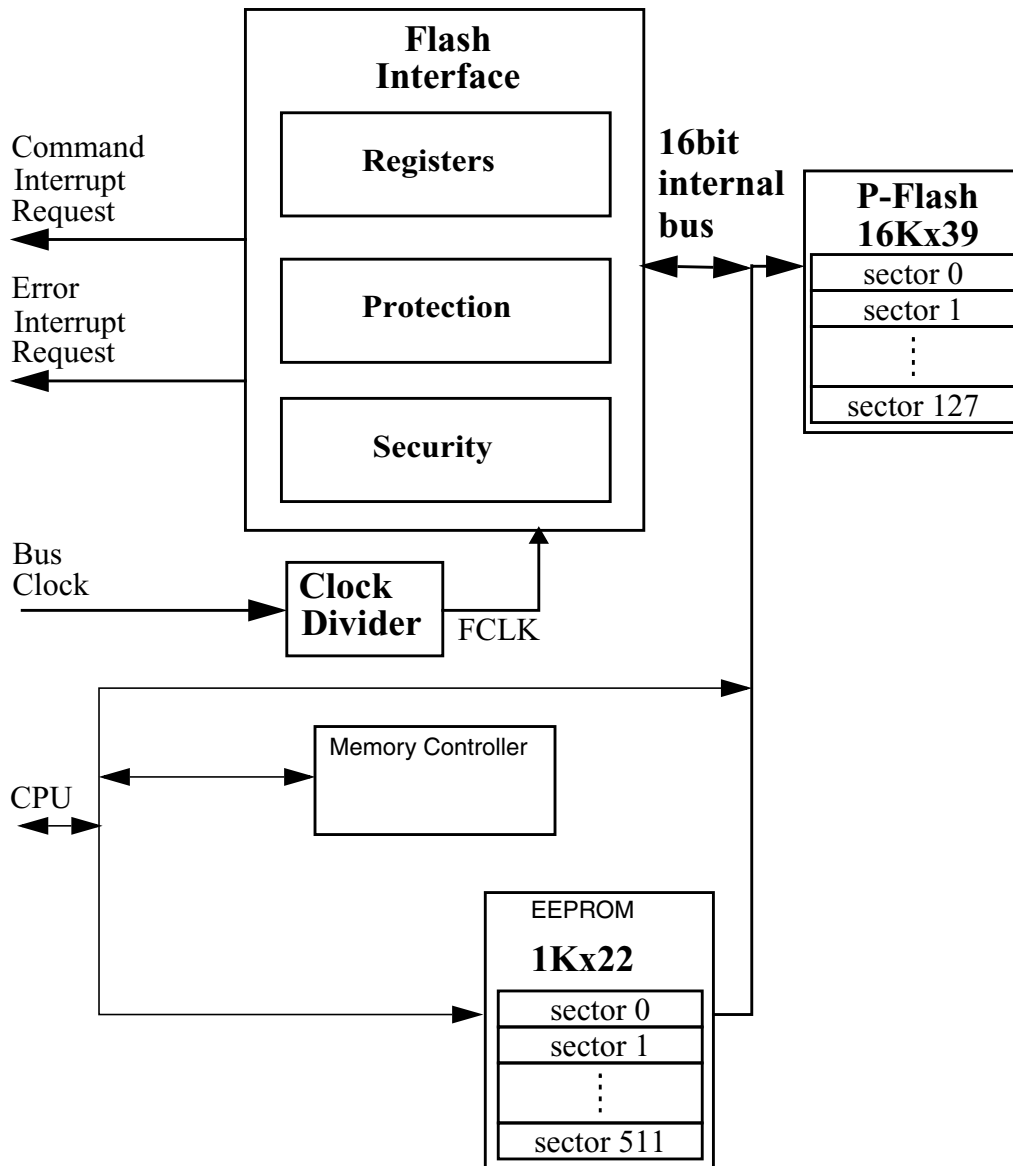 Flash
Interface
Registers
Protection
Security
Command
Interrupt
Request
Error
Interrupt
Request
16bit
internal
bus
P-Flash
16Kx39
sector 0
sector 1
sector 127
Bus
Clock
Clock
Divider
FCLK
Memory Controller
CPU
EEPROM
1Kx22
sector 0
sector 1
sector 511